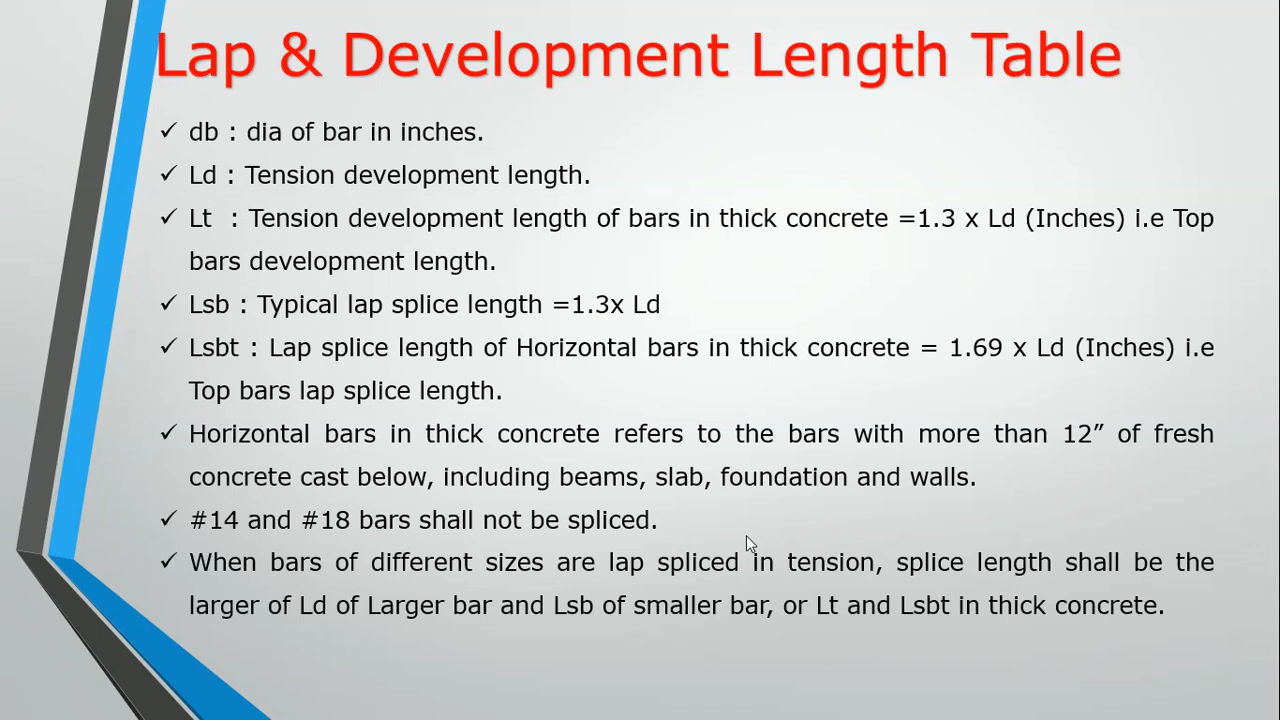 Lap & Development Length Table
✓ db : dia of bar in inches.
✓ Ld : Tension development length.
✓ Lt : Tension development length of bars in thick concrete =1.3 x Ld (Inches) i.e Top
bars development length.
✓ Lsb : Typical lap splice length =1.3x Ld
✓ Lsbt : Lap splice length of Horizontal bars in thick concrete = 1.69 x Ld (Inches) i.e
Top bars lap splice length.
✓ Horizontal bars in thick concrete refers to the bars with more than 12” of fresh
concrete cast below, including beams, slab, foundation and walls.
✓ #14 and #18 bars shall not be spliced.
✓ When bars of different sizes are lap spliced in tension, splice length shall be the
larger of Ld of Larger bar and Lsb of smaller bar, or Lt and Lsbt in thick concrete.